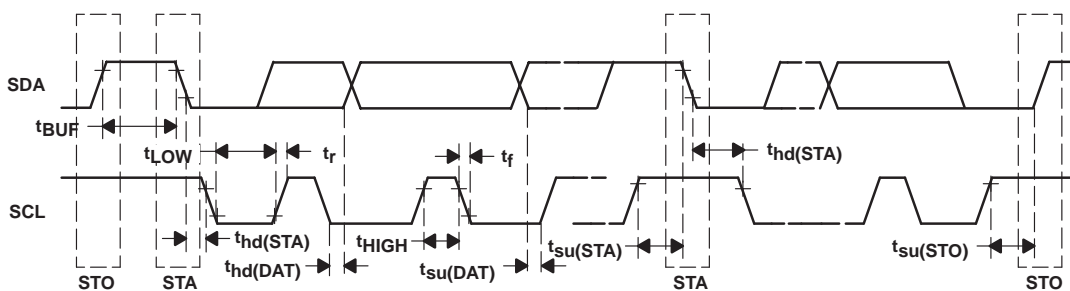 SDA
tBUF
tLOW
tr
tf
thd(STA)
SCL
thd(STA)
tHIGH
tsu(STA)
tsu(STO)
thd(DAT)
tsu(DAT)
STO
STA
STA
STO